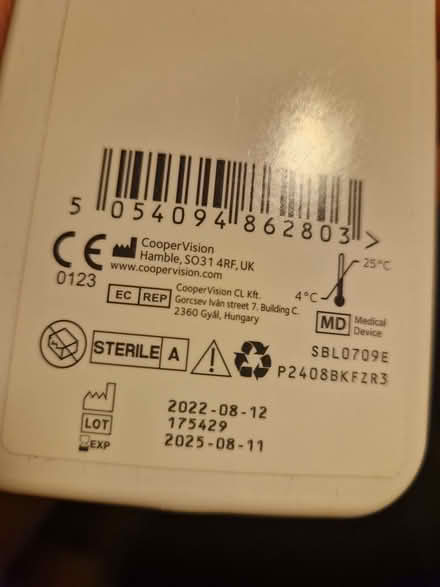 5 054094 862803 >
CE
0123
CooperVision
Hamble, SO31 4RF, UK
www.coopervision.com
25°C
4°C
EC REP
CooperVision CL Kft.
Gorcsev Iván street 7. Building C.
2360 Gyál, Hungary
MD Medical Device
STERILE A
SBL0709E
P2408BKFZR3
2022-08-12
LOT 175429
EXP 2025-08-11